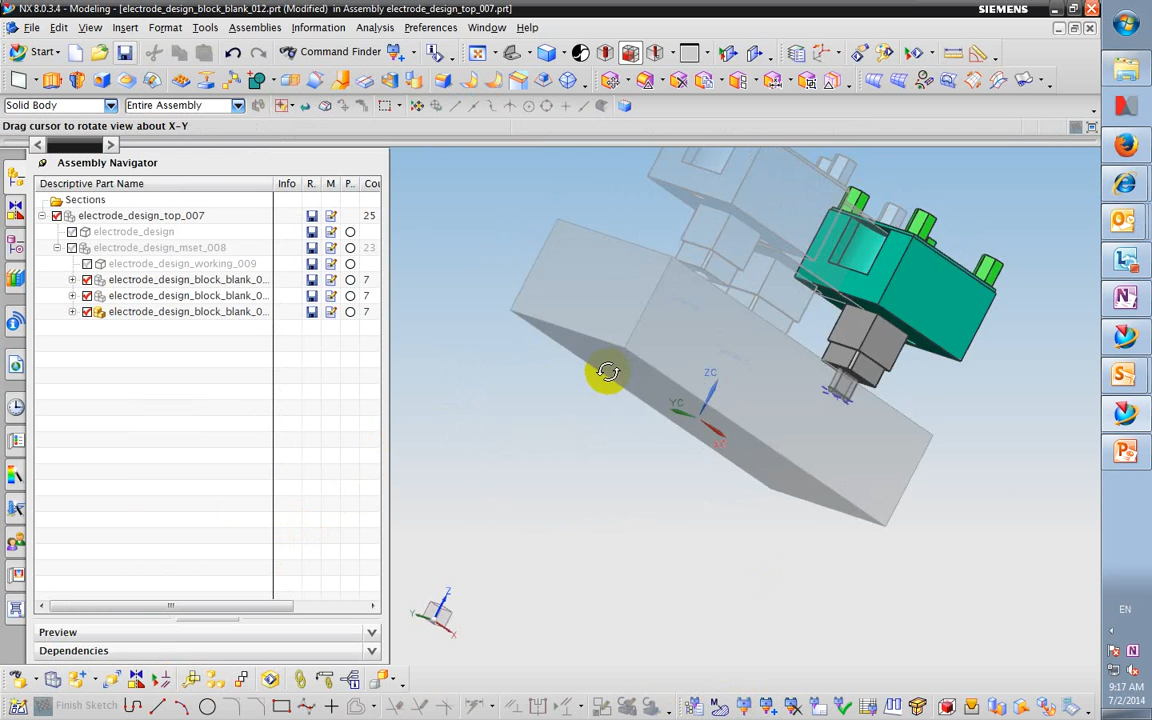 NX 8.0.3.4 - Modeling - [electrode_design_block_blank_012.prt (Modified) in Assembly electrode_design_top_007.prt]
SIEMENS
File Edit View Insert Format Tools Assemblies Information Analysis Preferences Window Help
Start Command Finder
Solid Body Entire Assembly
Drag cursor to rotate view about X-Y
Assembly Navigator
Descriptive Part Name Info R. M P.. Cou
Sections
electrode_design_top_007 25
electrode_design
electrode_design_mset_008 23
electrode_design_working_009
electrode_design_block_blank_0... 7
electrode_design_block_blank_0... 7
electrode_design_block_blank_0... 7
ZC
YC
XC
Z
Y
X
Preview
Dependencies
Finish Sketch
EN
9:17 AM
7/2/2014